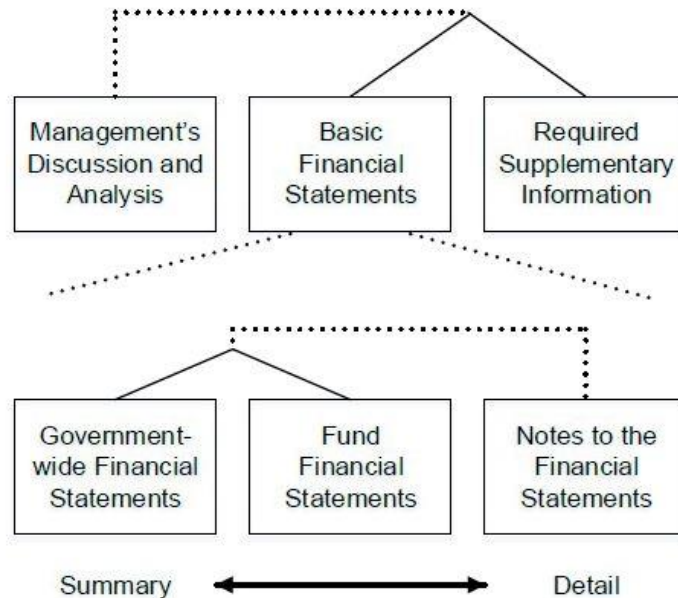 Management's
Discussion and
Analysis
Basic
Financial
Statements
Required
Supplementary
Information
Government-
wide Financial
Statements
Fund
Financial
Statements
Notes to the
Financial
Statements
Summary
Detail